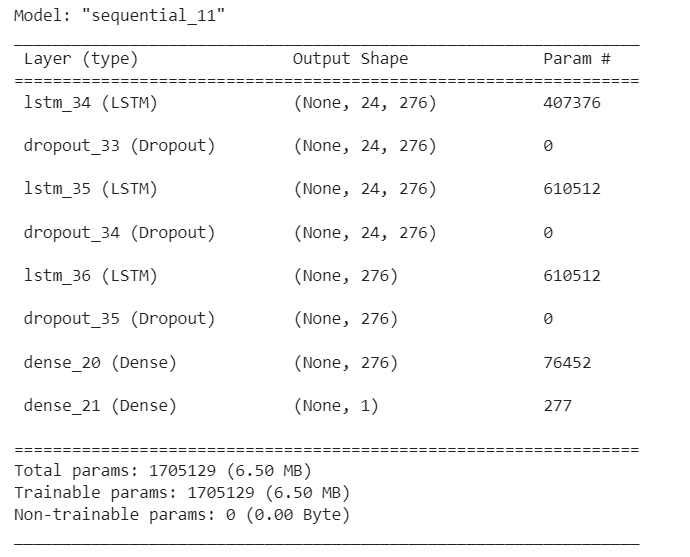 Model: "sequential_11"
Layer (type) Output Shape Param #
lstm_34 (LSTM) (None, 24, 276) 407376
dropout_33 (Dropout) (None, 24, 276) 0
lstm_35 (LSTM) (None, 24, 276) 610512
dropout_34 (Dropout) (None, 24, 276) 0
lstm_36 (LSTM) (None, 276) 610512
dropout_35 (Dropout) (None, 276) 0
dense_20 (Dense) (None, 276) 76452
dense_21 (Dense) (None, 1) 277
Total params: 1705129 (6.50 MB)
Trainable params: 1705129 (6.50 MB)
Non-trainable params: 0 (0.00 Byte)